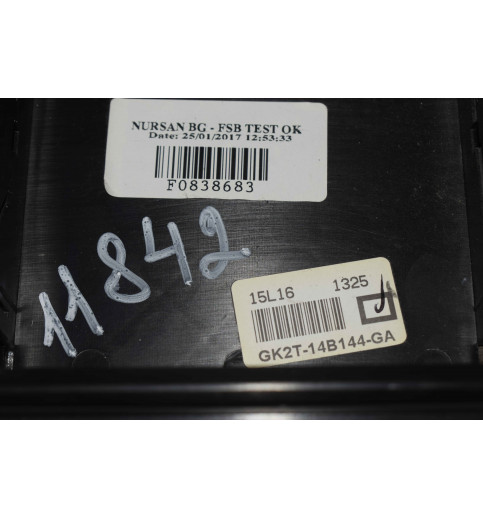 NURSAN BG - FSB TEST OK
Date: 25/01/2017 12:53:33
F0838683
11842
15L16 1325
GK2T-14B144-GA